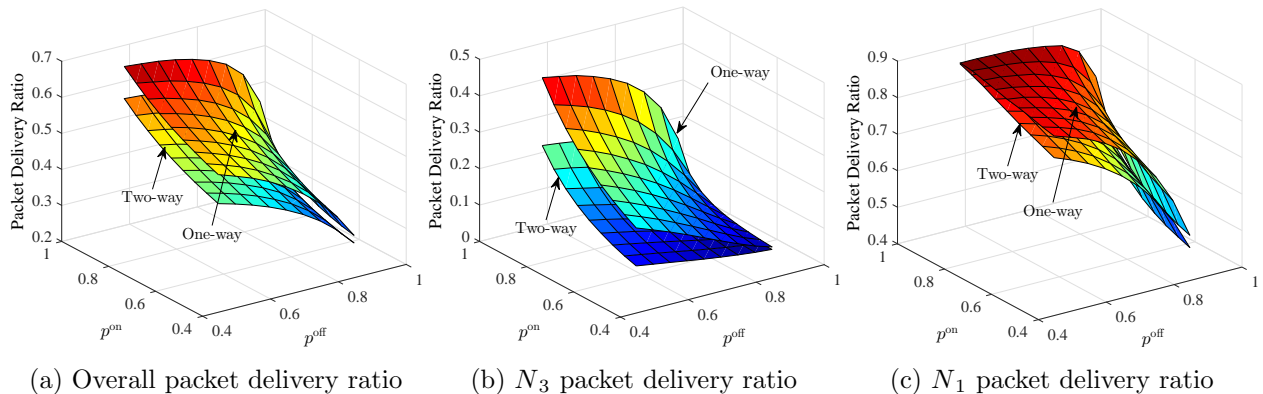 0.7
0.6
0.5
0.4
0.3
0.2
Packet Delivery Ratio
Two-way
One-way
1
0.8
0.6
0.4
p^on
0.4
0.6
0.8
1
p^off
(a) Overall packet delivery ratio
0.5
0.4
0.3
0.2
0.1
0
Packet Delivery Ratio
One-way
Two-way
1
0.8
0.6
0.4
p^on
0.4
0.6
0.8
1
p^off
(b) N₃ packet delivery ratio
0.9
0.8
0.7
0.6
0.5
0.4
Packet Delivery Ratio
Two-way
One-way
1
0.8
0.6
0.4
p^on
0.4
0.6
0.8
1
p^off
(c) N₁ packet delivery ratio